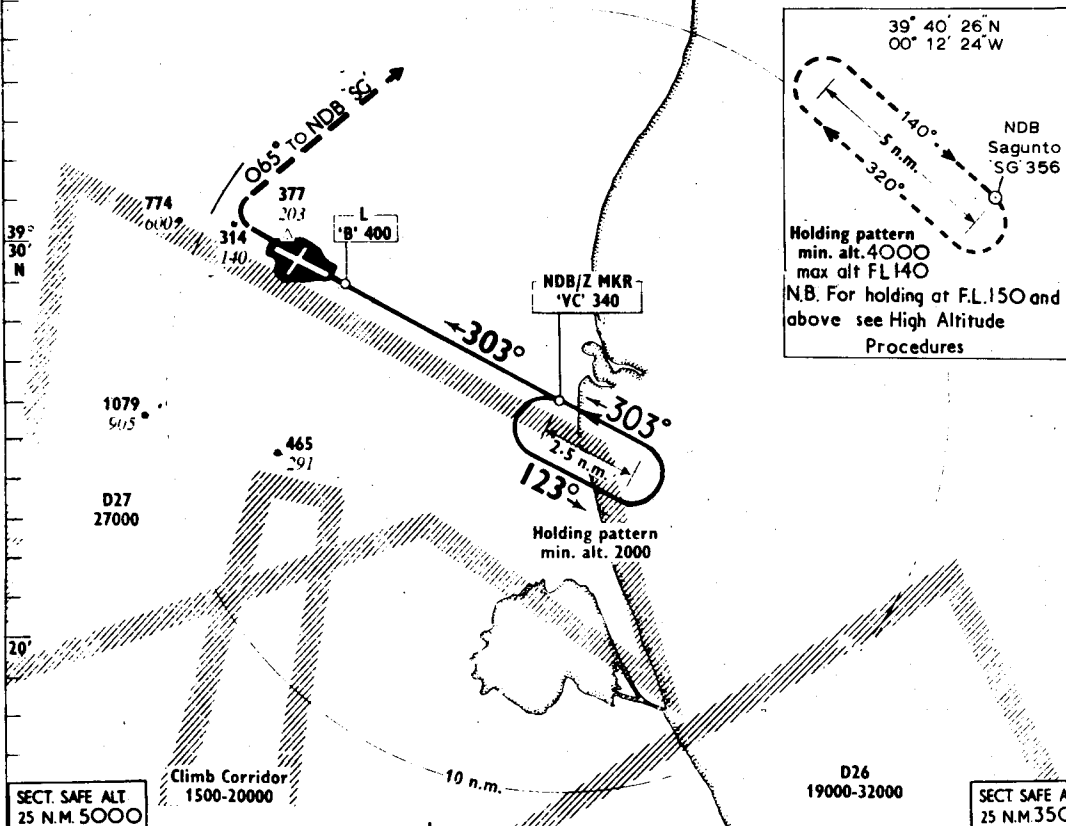 39° 40' 26"N
00° 12' 24"W
140°
5 n.m.
320°
NDB
Sagunto
'SG' 356
Holding pattern
min. alt. 4000
max alt FL140
N.B. For holding at F.L.150 and
above see High Altitude
Procedures
065° TO NDB 'SG'
774
600
377
203
314
140
39°
30'
N
L
'B' 400
NDB/Z MKR
'VC' 340
303°
303°
2·5 n.m.
123°
Holding pattern
min. alt. 2000
1079
905
465
291
D27
27000
20'
Climb Corridor
1500-20000
10 n.m.
D26
19000-32000
SECT. SAFE ALT.
25 N.M. 5000
SECT SAFE A
25 N.M. 350